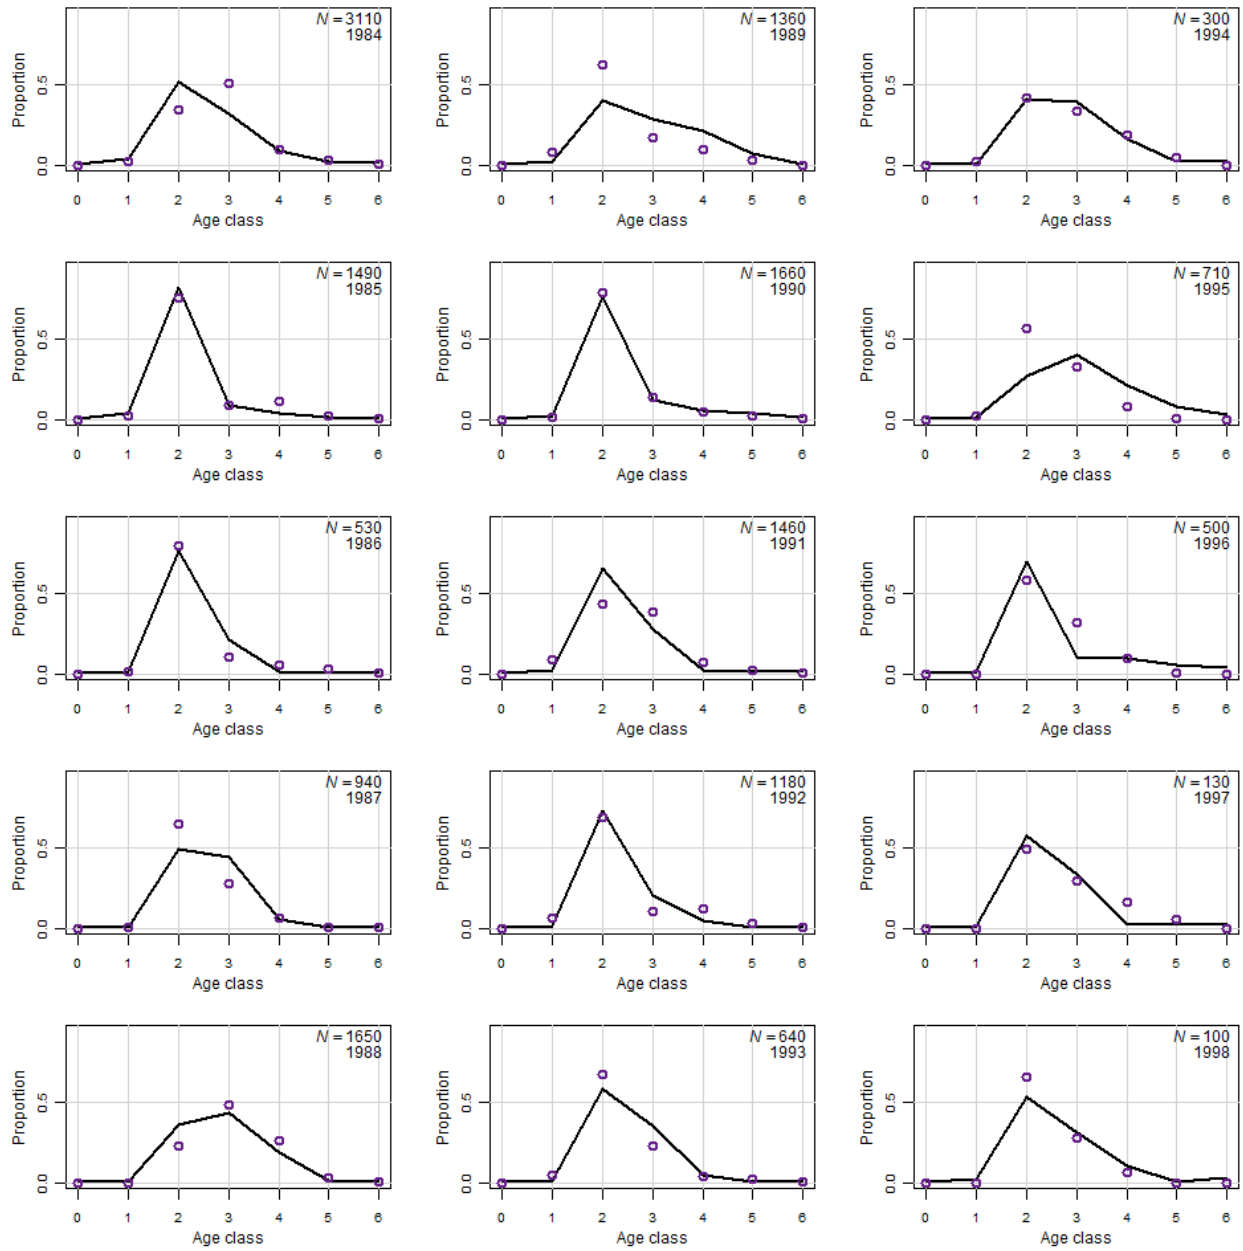 N = 3110
1984
Proportion
0.5
0.0
0 1 2 3 4 5 6
Age class
N = 1360
1989
Proportion
0.5
0.0
0 1 2 3 4 5 6
Age class
N = 300
1994
Proportion
0.5
0.0
0 1 2 3 4 5 6
Age class
N = 1490
1985
Proportion
0.5
0.0
0 1 2 3 4 5 6
Age class
N = 1660
1990
Proportion
0.5
0.0
0 1 2 3 4 5 6
Age class
N = 710
1995
Proportion
0.5
0.0
0 1 2 3 4 5 6
Age class
N = 530
1986
Proportion
0.5
0.0
0 1 2 3 4 5 6
Age class
N = 1460
1991
Proportion
0.5
0.0
0 1 2 3 4 5 6
Age class
N = 500
1996
Proportion
0.5
0.0
0 1 2 3 4 5 6
Age class
N = 940
1987
Proportion
0.5
0.0
0 1 2 3 4 5 6
Age class
N = 1180
1992
Proportion
0.5
0.0
0 1 2 3 4 5 6
Age class
N = 130
1997
Proportion
0.5
0.0
0 1 2 3 4 5 6
Age class
N = 1650
1988
Proportion
0.5
0.0
0 1 2 3 4 5 6
Age class
N = 640
1993
Proportion
0.5
0.0
0 1 2 3 4 5 6
Age class
N = 100
1998
Proportion
0.5
0.0
0 1 2 3 4 5 6
Age class